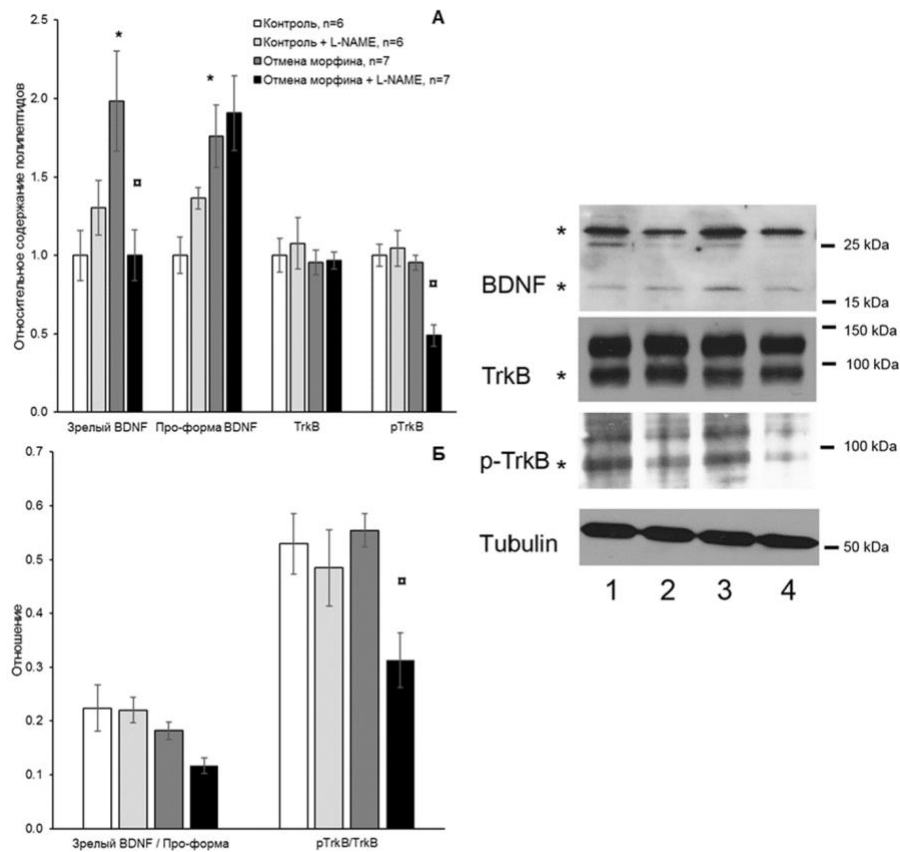 А
Контроль, n=6
Контроль + L-NAME, n=6
Отмена морфина, n=7
Отмена морфина + L-NAME, n=7
Относительное содержание полипептидов
2.5
2.0
1.5
1.0
0.5
0.0
*
¤
*
¤
Зрелый BDNF
Про-форма BDNF
TrkB
pTrkB
Б
Отношение
0.7
0.6
0.5
0.4
0.3
0.2
0.1
0.0
¤
Зрелый BDNF / Про-форма
pTrkB/TrkB
*
25 kDa
BDNF *
15 kDa
150 kDa
TrkB *
100 kDa
100 kDa
p-TrkB *
Tubulin
50 kDa
1 2 3 4